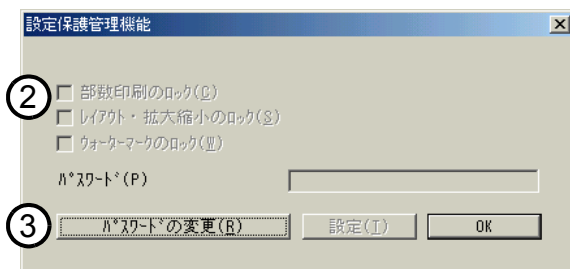 設定保護管理機能
② □ 部数印刷のロック(C)
□ レイアウト・拡大縮小のロック(S)
□ ウォーターマークのロック(W)
パスワード(P)
③ パスワードの変更(R) 設定(T) OK